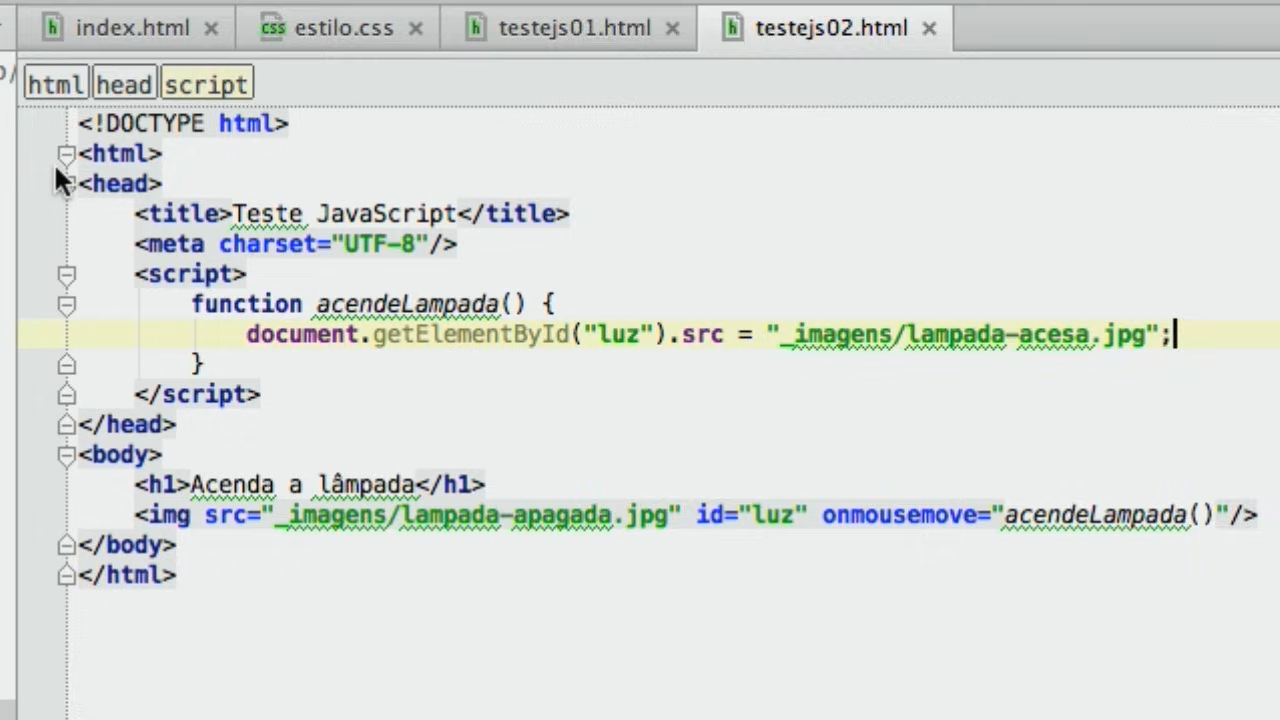 index.html estilo.css testejs01.html testejs02.html
html head script
<!DOCTYPE html>
<html>
<head>
    <title>Teste JavaScript</title>
    <meta charset="UTF-8"/>
    <script>
        function acendeLampada() {
            document.getElementById("luz").src = "_imagens/lampada-acesa.jpg";
        }
    </script>
</head>
<body>
    <h1>Acenda a lâmpada</h1>
    <img src="_imagens/lampada-apagada.jpg" id="luz" onmousemove="acendeLampada()"/>
</body>
</html>